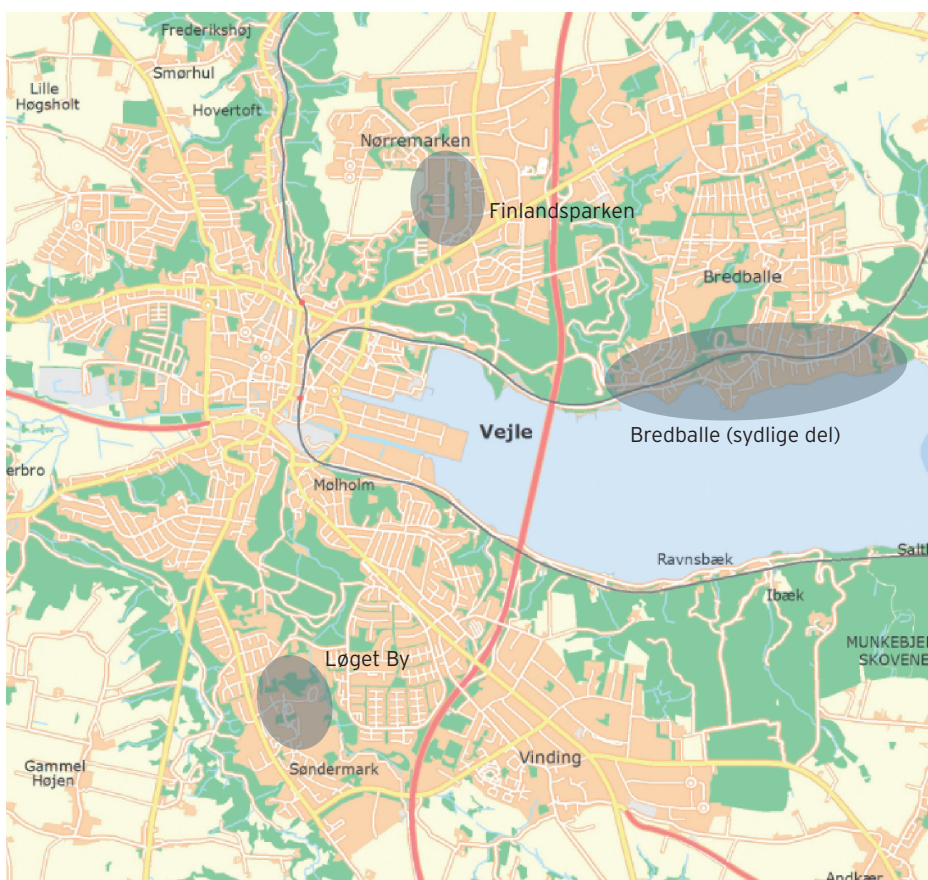 Frederikshøj
Smørhul
Lille
Høgsholt
Hovertoft
Nørremarken
Finlandsparken
Bredballe
Vejle
Bredballe (sydlige del)
erbro
Mølholm
Ravnsbæk
Salt
Ibæk
MUNKEBJE
SKOVENE
Løget By
Gammel
Højen
Søndermark
Vinding
Andkær